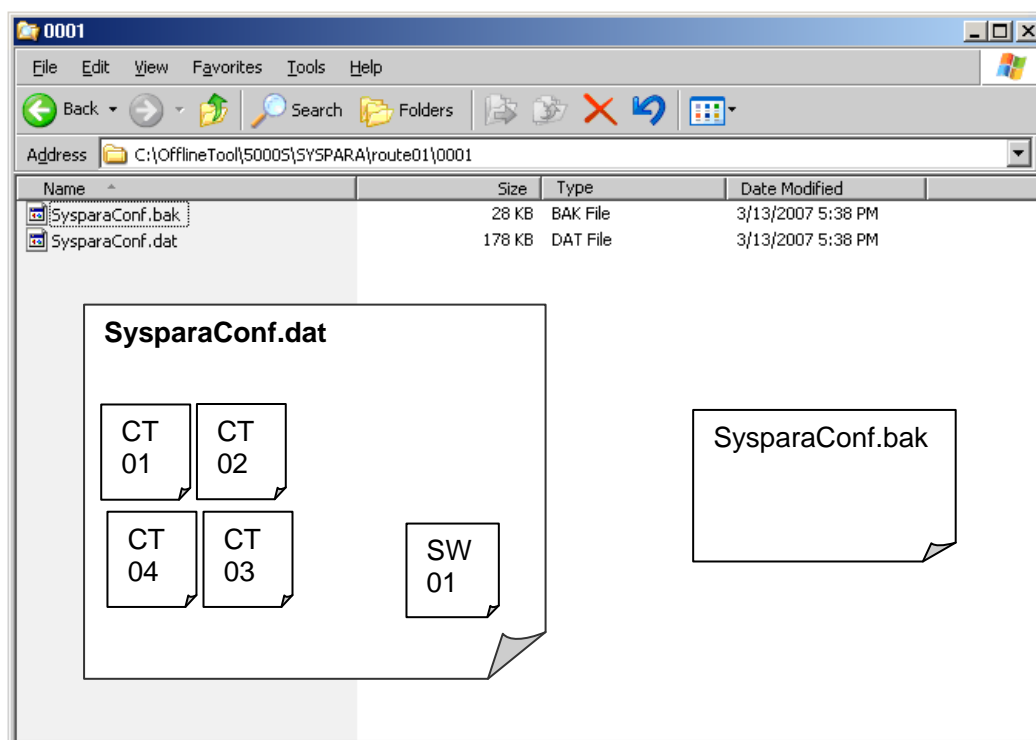 0001
File Edit View Favorites Tools Help
Back Search Folders
Address C:\OfflineTool\5000S\SYSPARA\route01\0001
Name Size Type Date Modified
SysparaConf.bak 28 KB BAK File 3/13/2007 5:38 PM
SysparaConf.dat 178 KB DAT File 3/13/2007 5:38 PM
SysparaConf.dat
CT
01
CT
02
CT
04
CT
03
SW
01
SysparaConf.bak